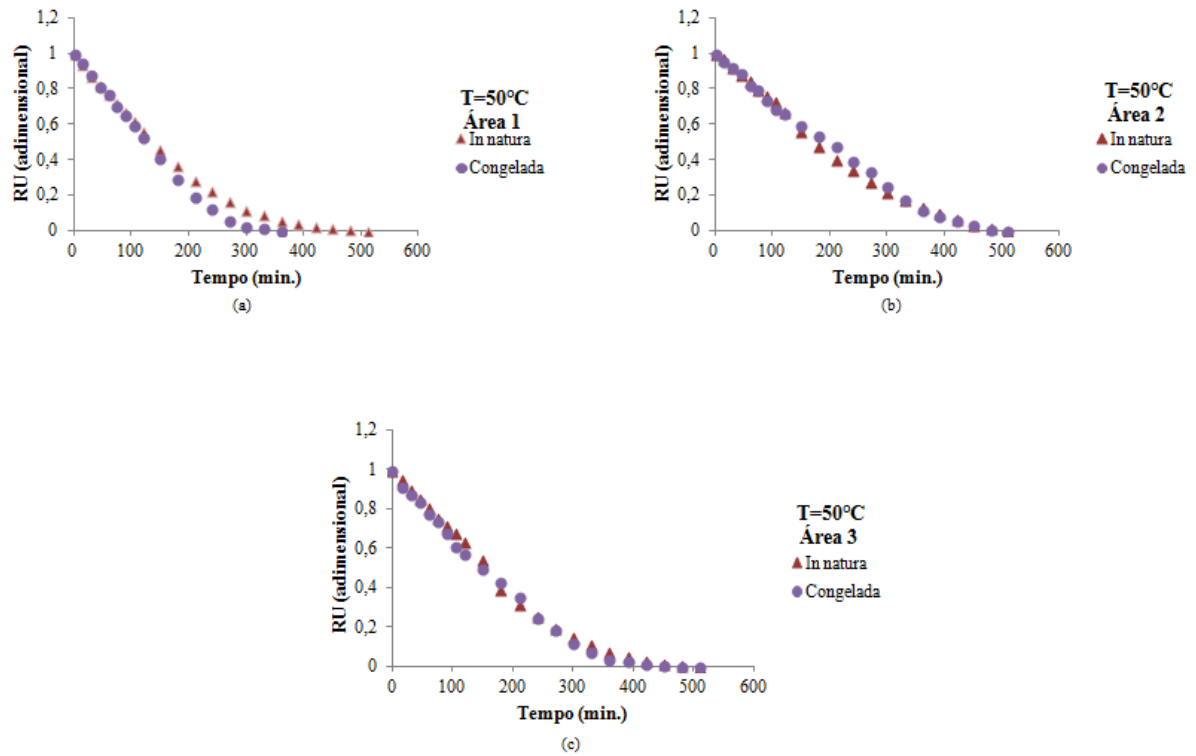 1,2
1
0,8
0,6
0,4
0,2
0
RU (adimensional)
0 100 200 300 400 500 600
Tempo (min.)
(a)
T=50°C
Área 1
In natura
Congelada
1,2
1
0,8
0,6
0,4
0,2
0
RU (adimensional)
0 100 200 300 400 500 600
Tempo (min.)
(b)
T=50°C
Área 2
In natura
Congelada
1,2
1
0,8
0,6
0,4
0,2
0
RU (adimensional)
0 100 200 300 400 500 600
Tempo (min.)
(c)
T=50°C
Área 3
In natura
Congelada